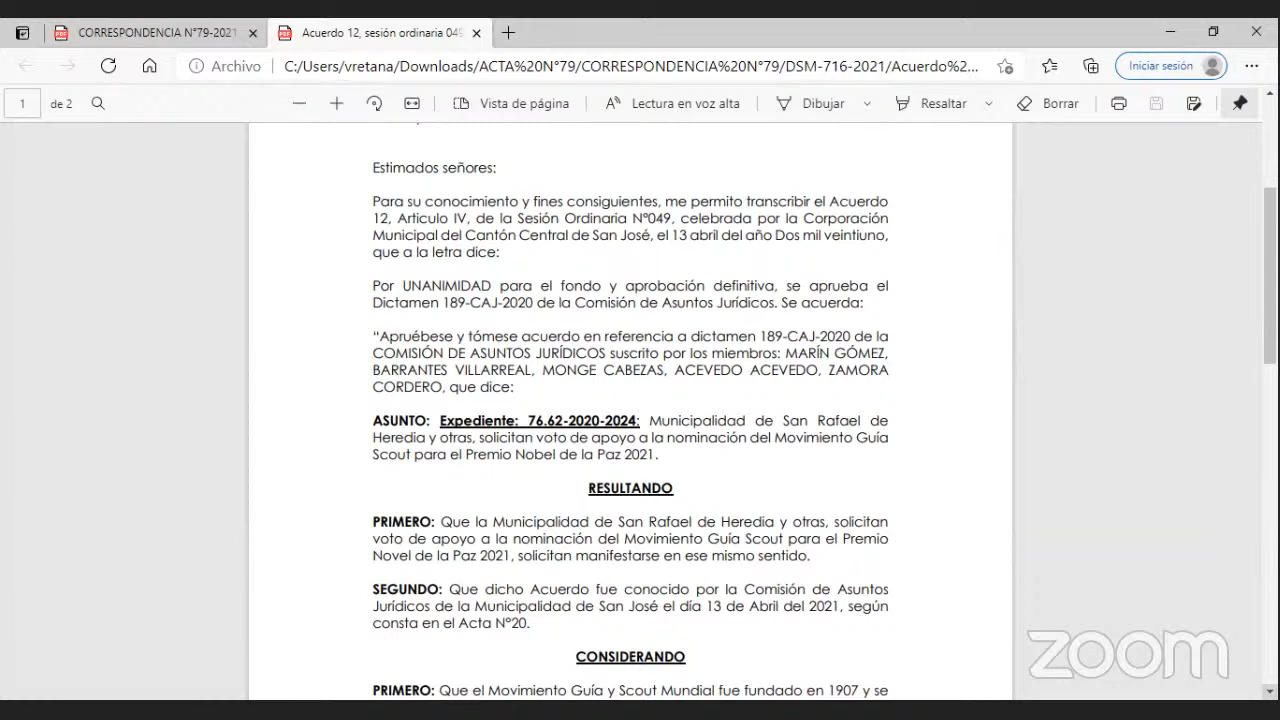 CORRESPONDENCIA N°79-2021
Acuerdo 12, sesión ordinaria 049
Archivo
C:/Users/vretana/Downloads/ACTA%20N°79/CORRESPONDENCIA%20N°79/DSM-716-2021/Acuerdo%2...
Iniciar sesión
1 de 2
Vista de página
Lectura en voz alta
Dibujar
Resaltar
Borrar
Estimados señores:
Para su conocimiento y fines consiguientes, me permito transcribir el Acuerdo
12, Articulo IV, de la Sesión Ordinaria Nº049, celebrada por la Corporación
Municipal del Cantón Central de San José, el 13 abril del año Dos mil veintiuno,
que a la letra dice:
Por UNANIMIDAD para el fondo y aprobación definitiva, se aprueba el
Dictamen 189-CAJ-2020 de la Comisión de Asuntos Jurídicos. Se acuerda:
“Apruébese y tómese acuerdo en referencia a dictamen 189-CAJ-2020 de la
COMISIÓN DE ASUNTOS JURÍDICOS suscrito por los miembros: MARÍN GÓMEZ,
BARRANTES VILLARREAL, MONGE CABEZAS, ACEVEDO ACEVEDO, ZAMORA
CORDERO, que dice:
ASUNTO: Expediente: 76.62-2020-2024: Municipalidad de San Rafael de
Heredia y otras, solicitan voto de apoyo a la nominación del Movimiento Guía
Scout para el Premio Nobel de la Paz 2021.
RESULTANDO
PRIMERO: Que la Municipalidad de San Rafael de Heredia y otras, solicitan
voto de apoyo a la nominación del Movimiento Guía Scout para el Premio
Novel de la Paz 2021, solicitan manifestarse en ese mismo sentido.
SEGUNDO: Que dicho Acuerdo fue conocido por la Comisión de Asuntos
Jurídicos de la Municipalidad de San José el día 13 de Abril del 2021, según
consta en el Acta N°20.
CONSIDERANDO
PRIMERO: Que el Movimiento Guía y Scout Mundial fue fundado en 1907 y se
zoom